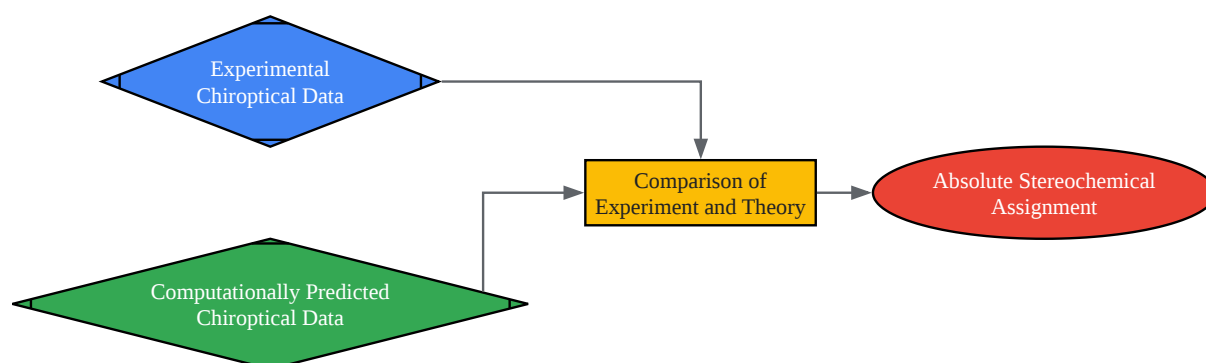 Experimental
Chiroptical Data
Comparison of
Experiment and Theory
Absolute Stereochemical
Assignment
Computationally Predicted
Chiroptical Data